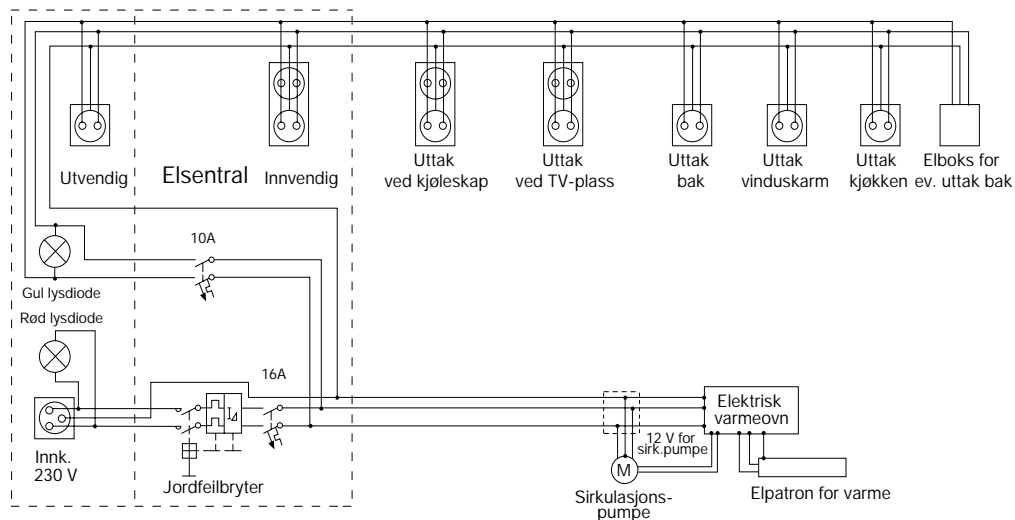 Utvendig
Elsentral
Innvendig
Uttak
ved kjøleskap
Uttak
ved TV-plass
Uttak
bak
Uttak
vinduskarm
Uttak
kjøkken
Elboks for
ev. uttak bak
10A
Gul lysdiode
Rød lysdiode
16A
I
Innk.
230 V
Jordfeilbryter
12 V for
sirk.pumpe
M
Sirkulasjons-
pumpe
Elektrisk
varmeovn
Elpatron for varme